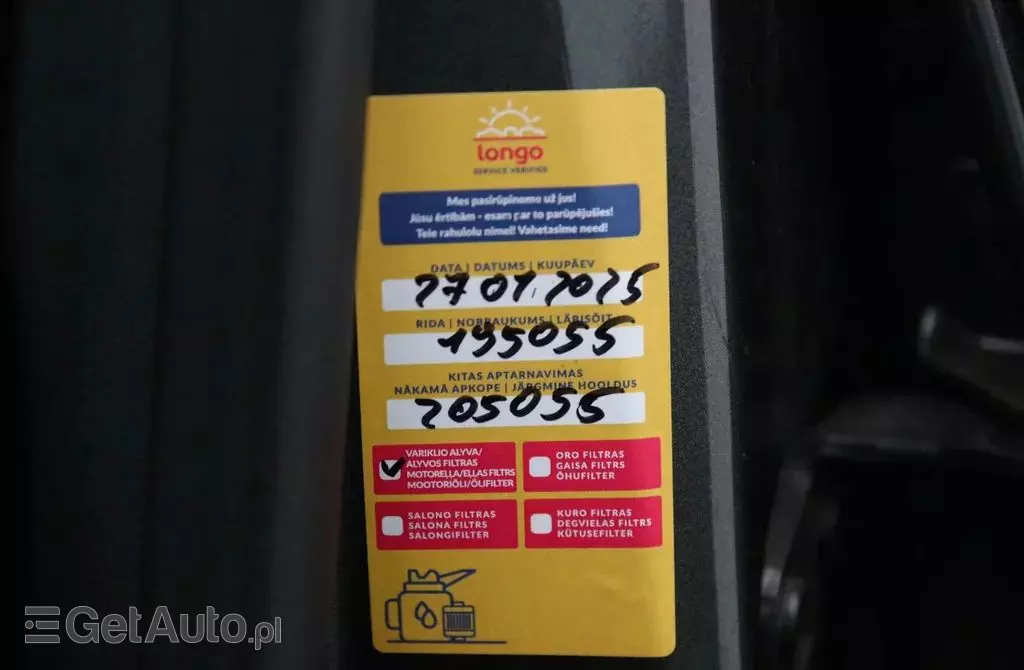 longo
SERVICE VERIFIED
Mes pasirūpinome už jus!
Jūsu ērtībām - esam par to parūpējušies!
Teie rahulolu nimel! Vahetasime need!
DATA | DATUMS | KUUPÄEV
27 01, 2025
RIDA | NOBRAUKUMS | LÄBISÕIT
195055
KITAS APTARNAVIMAS
NĀKAMĀ APKOPE | JÄRGMINE HOOLDUS
205055
VARIKLIO ALYVA/
ALYVOS FILTRAS
MOTOREĻĻA/EĻĻAS FILTRS
MOOTORIÕLI/ÕLIFILTER
ORO FILTRAS
GAISA FILTRS
ÕHUFILTER
SALONO FILTRAS
SALONA FILTRS
SALONGIFILTER
KURO FILTRAS
DEGVIELAS FILTRS
KÜTUSEFILTER
GetAuto.pl